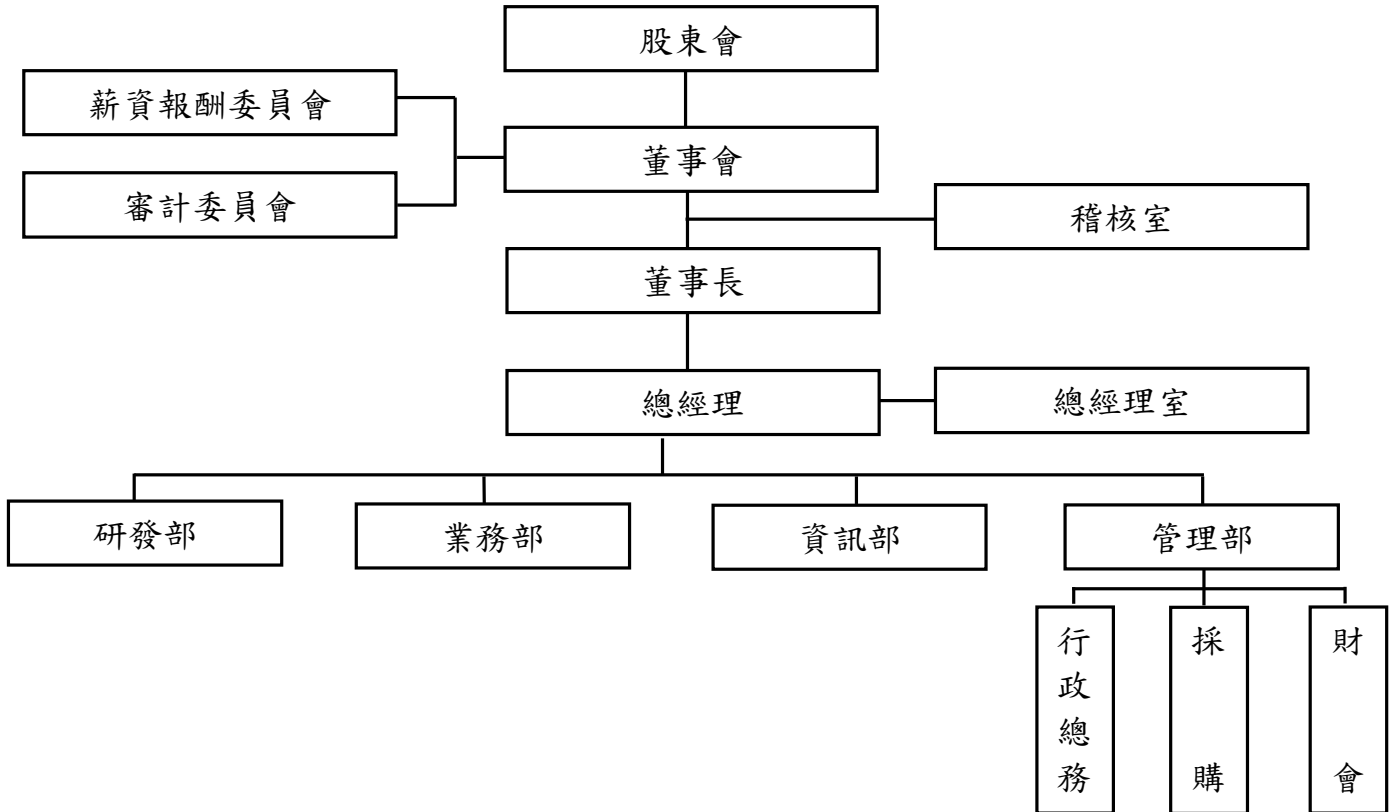 股東會
薪資報酬委員會
董事會
審計委員會
稽核室
董事長
總經理
總經理室
研發部
業務部
資訊部
管理部
行政總務
採購
財會